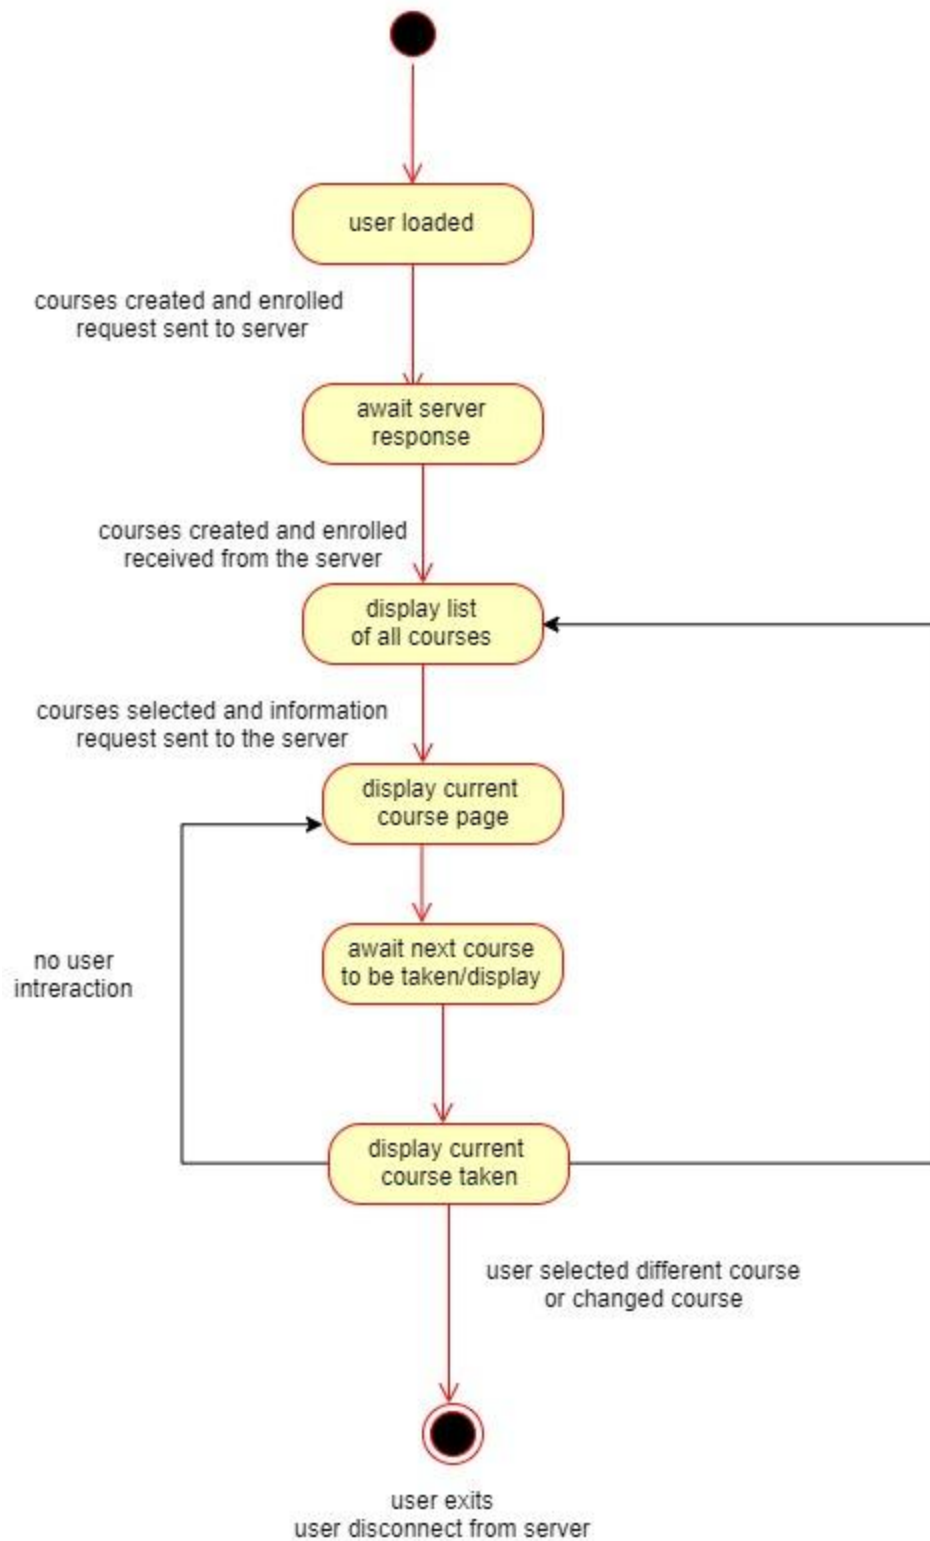 user loaded
courses created and enrolled
request sent to server
await server
response
courses created and enrolled
received from the server
display list
of all courses
courses selected and information
request sent to the server
display current
course page
await next course
to be taken/display
no user
intreraction
display current
course taken
user selected different course
or changed course
user exits
user disconnect from server